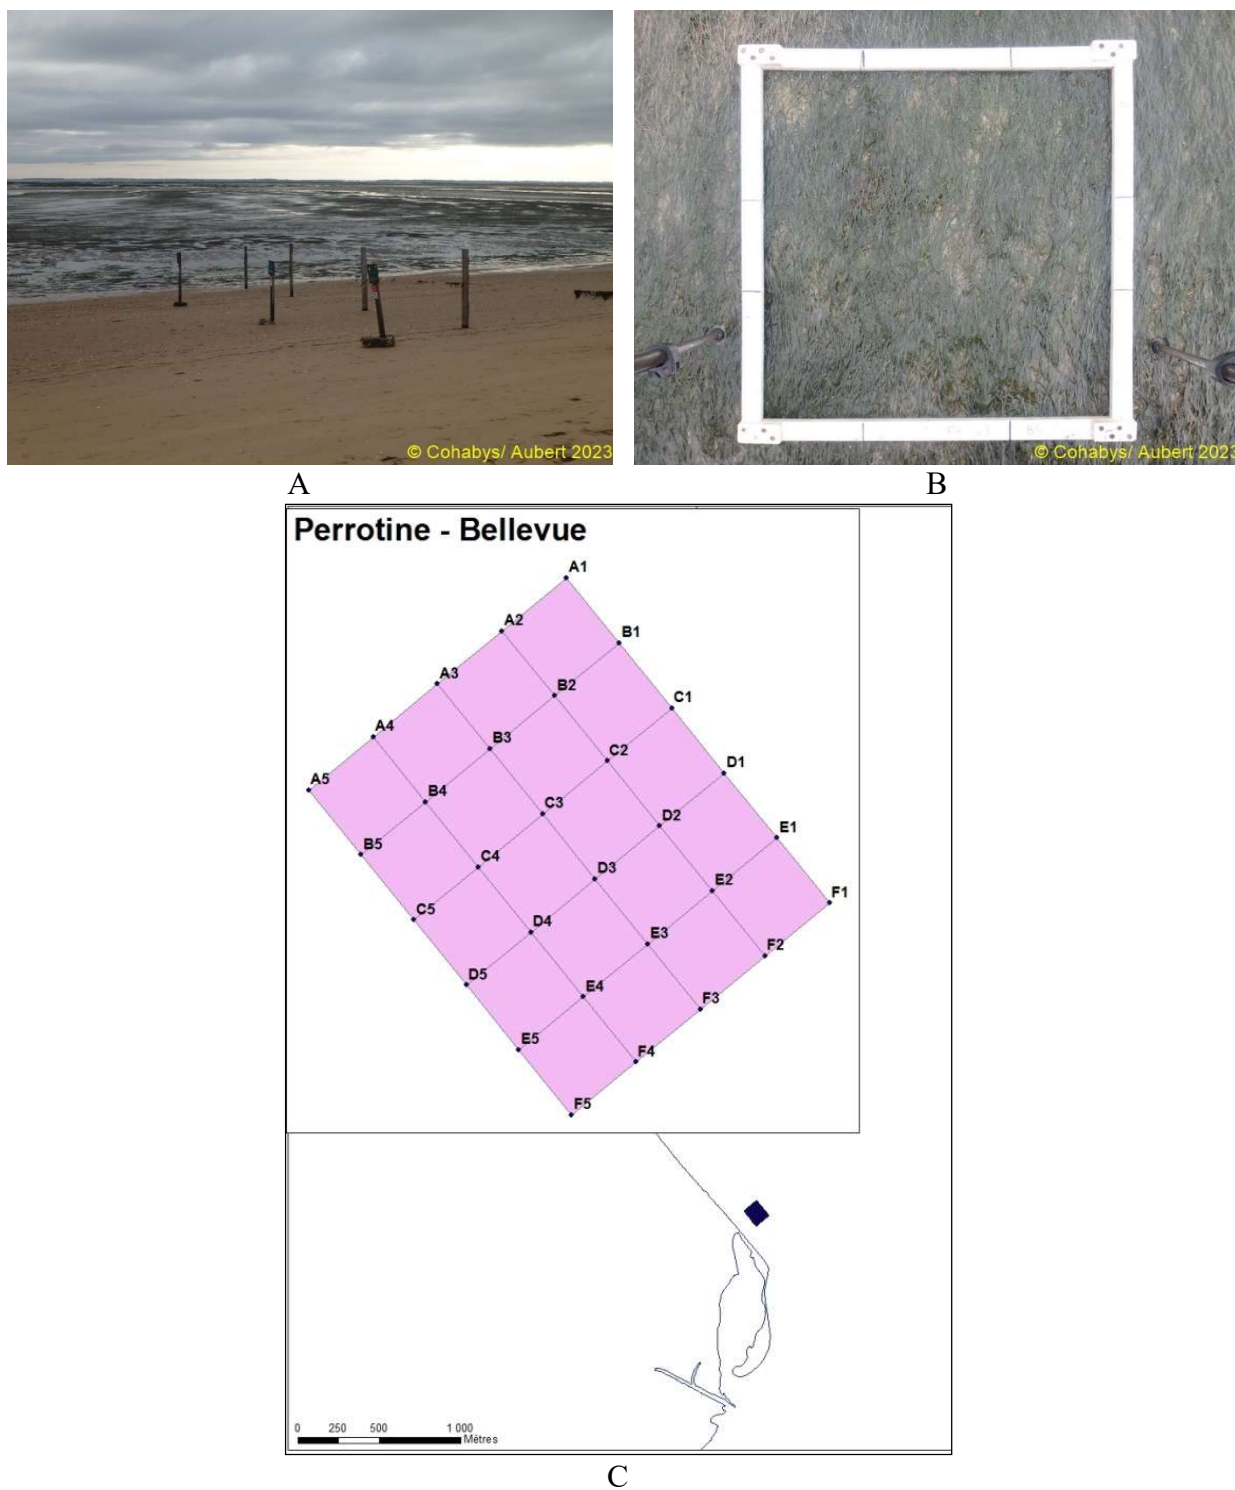 © Cohabys/ Aubert 2023
© Cohabys/ Aubert 2023
A
B
Perrotine - Bellevue
A1
A2
B1
A3
B2
C1
A4
B3
C2
D1
A5
B4
C3
D2
E1
B5
C4
D3
E2
F1
C5
D4
E3
F2
D5
E4
F3
E5
F4
F5
0 250 500 1 000
Mètres
C